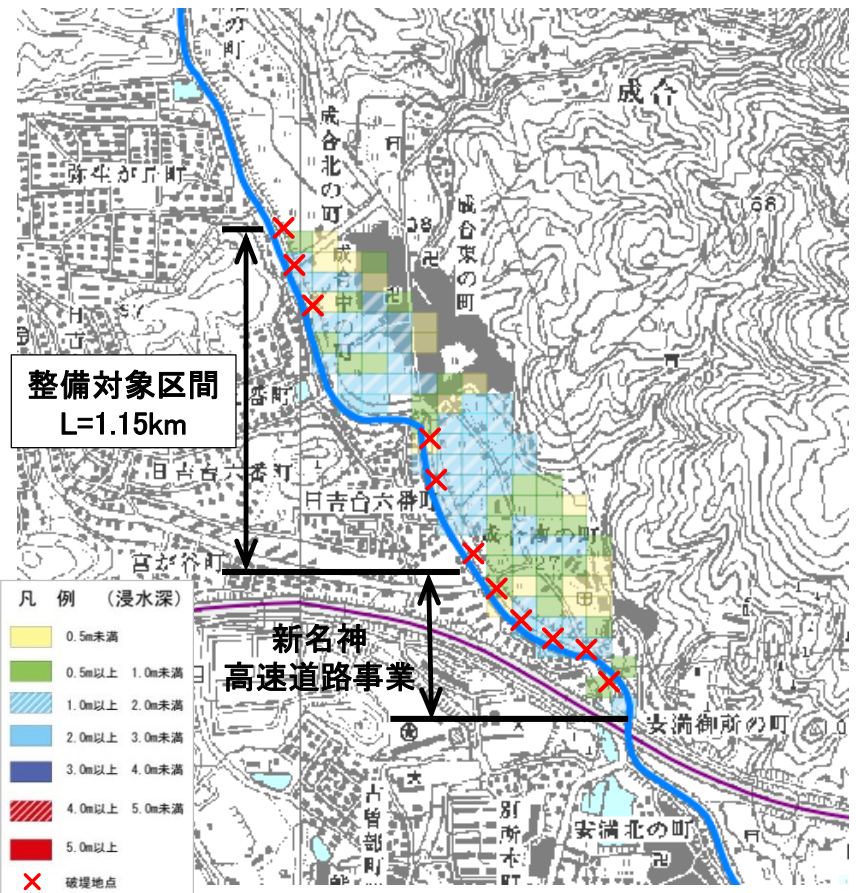 の町
成合
成合北の町
弥生が丘町
成合東の町
68
38
成合中の町
整備対象区間
L=1.15km
番町
日吉台六番町
日吉台六番町
成合南の町
27
宮が谷町
凡 例 (浸水深)
0.5m未満
0.5m以上 1.0m未満
1.0m以上 2.0m未満
2.0m以上 3.0m未満
3.0m以上 4.0m未満
4.0m以上 5.0m未満
5.0m以上
破堤地点
新名神
高速道路事業
安満御所の町
古曽部町
別所本町
安満北の町